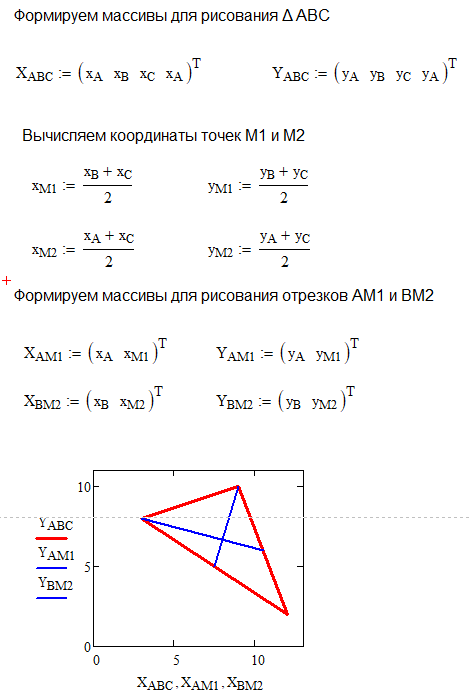 Формируем массивы для рисования Δ ABC
X_ABC := (x_A x_B x_C x_A)^T Y_ABC := (y_A y_B y_C y_A)^T
Вычисляем координаты точек M1 и M2
x_M1 := (x_B + x_C)/2 y_M1 := (y_B + y_C)/2
x_M2 := (x_A + x_C)/2 y_M2 := (y_A + y_C)/2
Формируем массивы для рисования отрезков AM1 и BM2
X_AM1 := (x_A x_M1)^T Y_AM1 := (y_A y_M1)^T
X_BM2 := (x_B x_M2)^T Y_BM2 := (y_B y_M2)^T
10
Y_ABC
Y_AM1
5
Y_BM2
0
0 5 10
X_ABC , X_AM1 , X_BM2